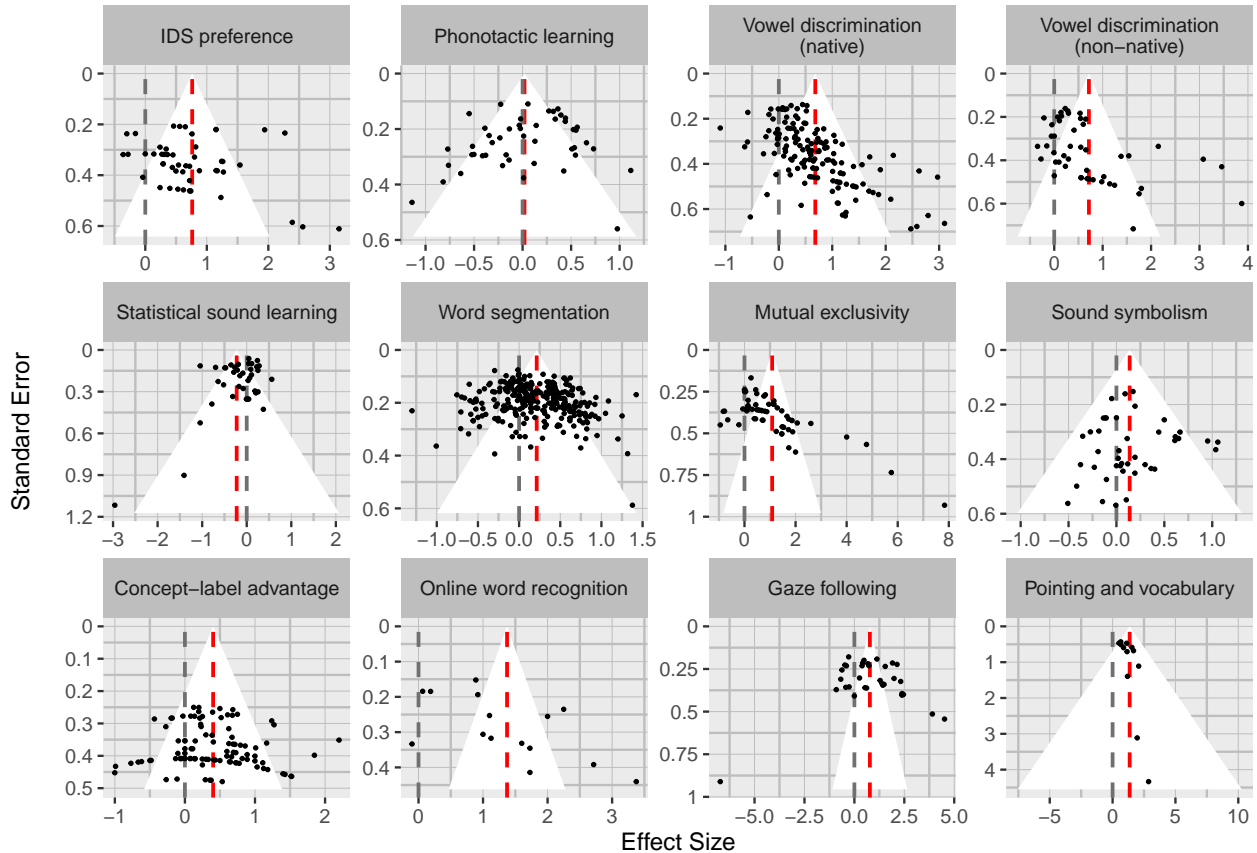 IDS preference
Phonotactic learning
Vowel discrimination
(native)
Vowel discrimination
(non−native)
0
0.2
0.4
0.6
0 1 2 3
0
0.2
0.4
0.6
−1.0 −0.5 0.0 0.5 1.0
0
0.2
0.4
0.6
−1 0 1 2 3
0
0.2
0.4
0.6
0 1 2 3 4
Statistical sound learning
Word segmentation
Mutual exclusivity
Sound symbolism
0
0.3
0.6
0.9
1.2
−3 −2 −1 0 1 2
0
0.2
0.4
0.6
−1.0 −0.5 0.0 0.5 1.0 1.5
0
0.25
0.5
0.75
1
0 2 4 6 8
0
0.2
0.4
0.6
−1.0 −0.5 0.0 0.5 1.0
Concept−label advantage
Online word recognition
Gaze following
Pointing and vocabulary
0
0.1
0.2
0.3
0.4
0.5
−1 0 1 2
0
0.1
0.2
0.3
0.4
0 1 2 3
0
0.25
0.5
0.75
1
−5.0 −2.5 0.0 2.5 5.0
0
1
2
3
4
−5 0 5 10
Standard Error
Effect Size